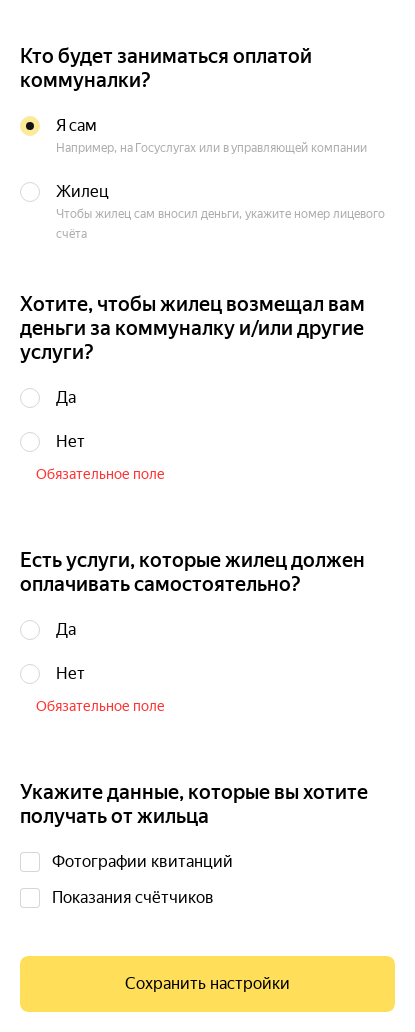 Кто будет заниматься оплатой
коммуналки?
Я сам
Например, на Госуслугах или в управляющей компании
Жилец
Чтобы жилец сам вносил деньги, укажите номер лицевого
счёта
Хотите, чтобы жилец возмещал вам
деньги за коммуналку и/или другие
услуги?
Да
Нет
Обязательное поле
Есть услуги, которые жилец должен
оплачивать самостоятельно?
Да
Нет
Обязательное поле
Укажите данные, которые вы хотите
получать от жильца
Фотографии квитанций
Показания счётчиков
Сохранить настройки